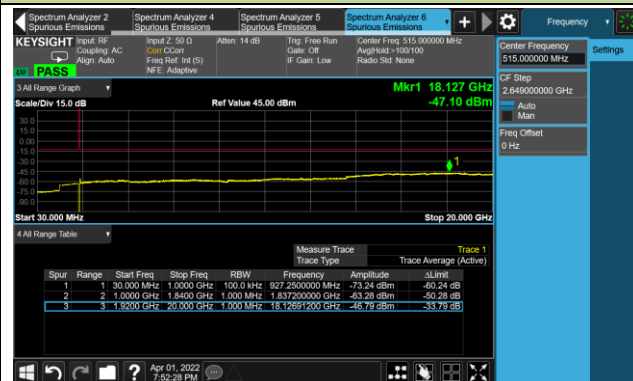 Spectrum Analyzer 2
Spurious Emissions
Spectrum Analyzer 4
Spurious Emissions
Spectrum Analyzer 5
Spurious Emissions
Spectrum Analyzer 6
Spurious Emissions
Frequency
KEYSIGHT
Input: RF
Coupling: AC
Align: Auto
Input Z: 50 Ω
Corr CCorr
Freq Ref: Int (S)
NFE: Adaptive
Atten: 14 dB
Trig: Free Run
Gate: Off
IF Gain: Low
Center Freq: 515.000000 MHz
Avg|Hold:>100/100
Radio Std: None
PASS
Center Frequency
515.000000 MHz
Settings
CF Step
2.649000000 GHz
Auto
Man
Freq Offset
0 Hz
3 All Range Graph
Mkr1 18.127 GHz
Scale/Div 15.0 dB
Ref Value 45.00 dBm
-47.10 dBm
30.0
15.0
0.00
-15.0
-30.0
-45.0
-60.0
-75.0
-90.0
1
Start 30.000 MHz
Stop 20.000 GHz
4 All Range Table
Measure Trace Trace 1
Trace Type Trace Average (Active)
Spur Range Start Freq Stop Freq RBW Frequency Amplitude ΔLimit
1 1 30.000 MHz 1.0000 GHz 100.0 kHz 927.2500000 MHz -73.24 dBm -60.24 dB
2 2 1.0000 GHz 1.8400 GHz 1.000 MHz 1.837200000 GHz -63.28 dBm -50.28 dB
3 3 1.9200 GHz 20.000 GHz 1.000 MHz 18.12691200 GHz -46.79 dBm -33.79 dB
Apr 01, 2022
7:52:28 PM